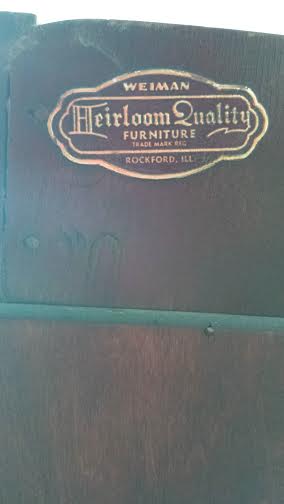 WEIMAN
Heirloom Quality
FURNITURE
TRADE MARK REG
ROCKFORD, ILL.